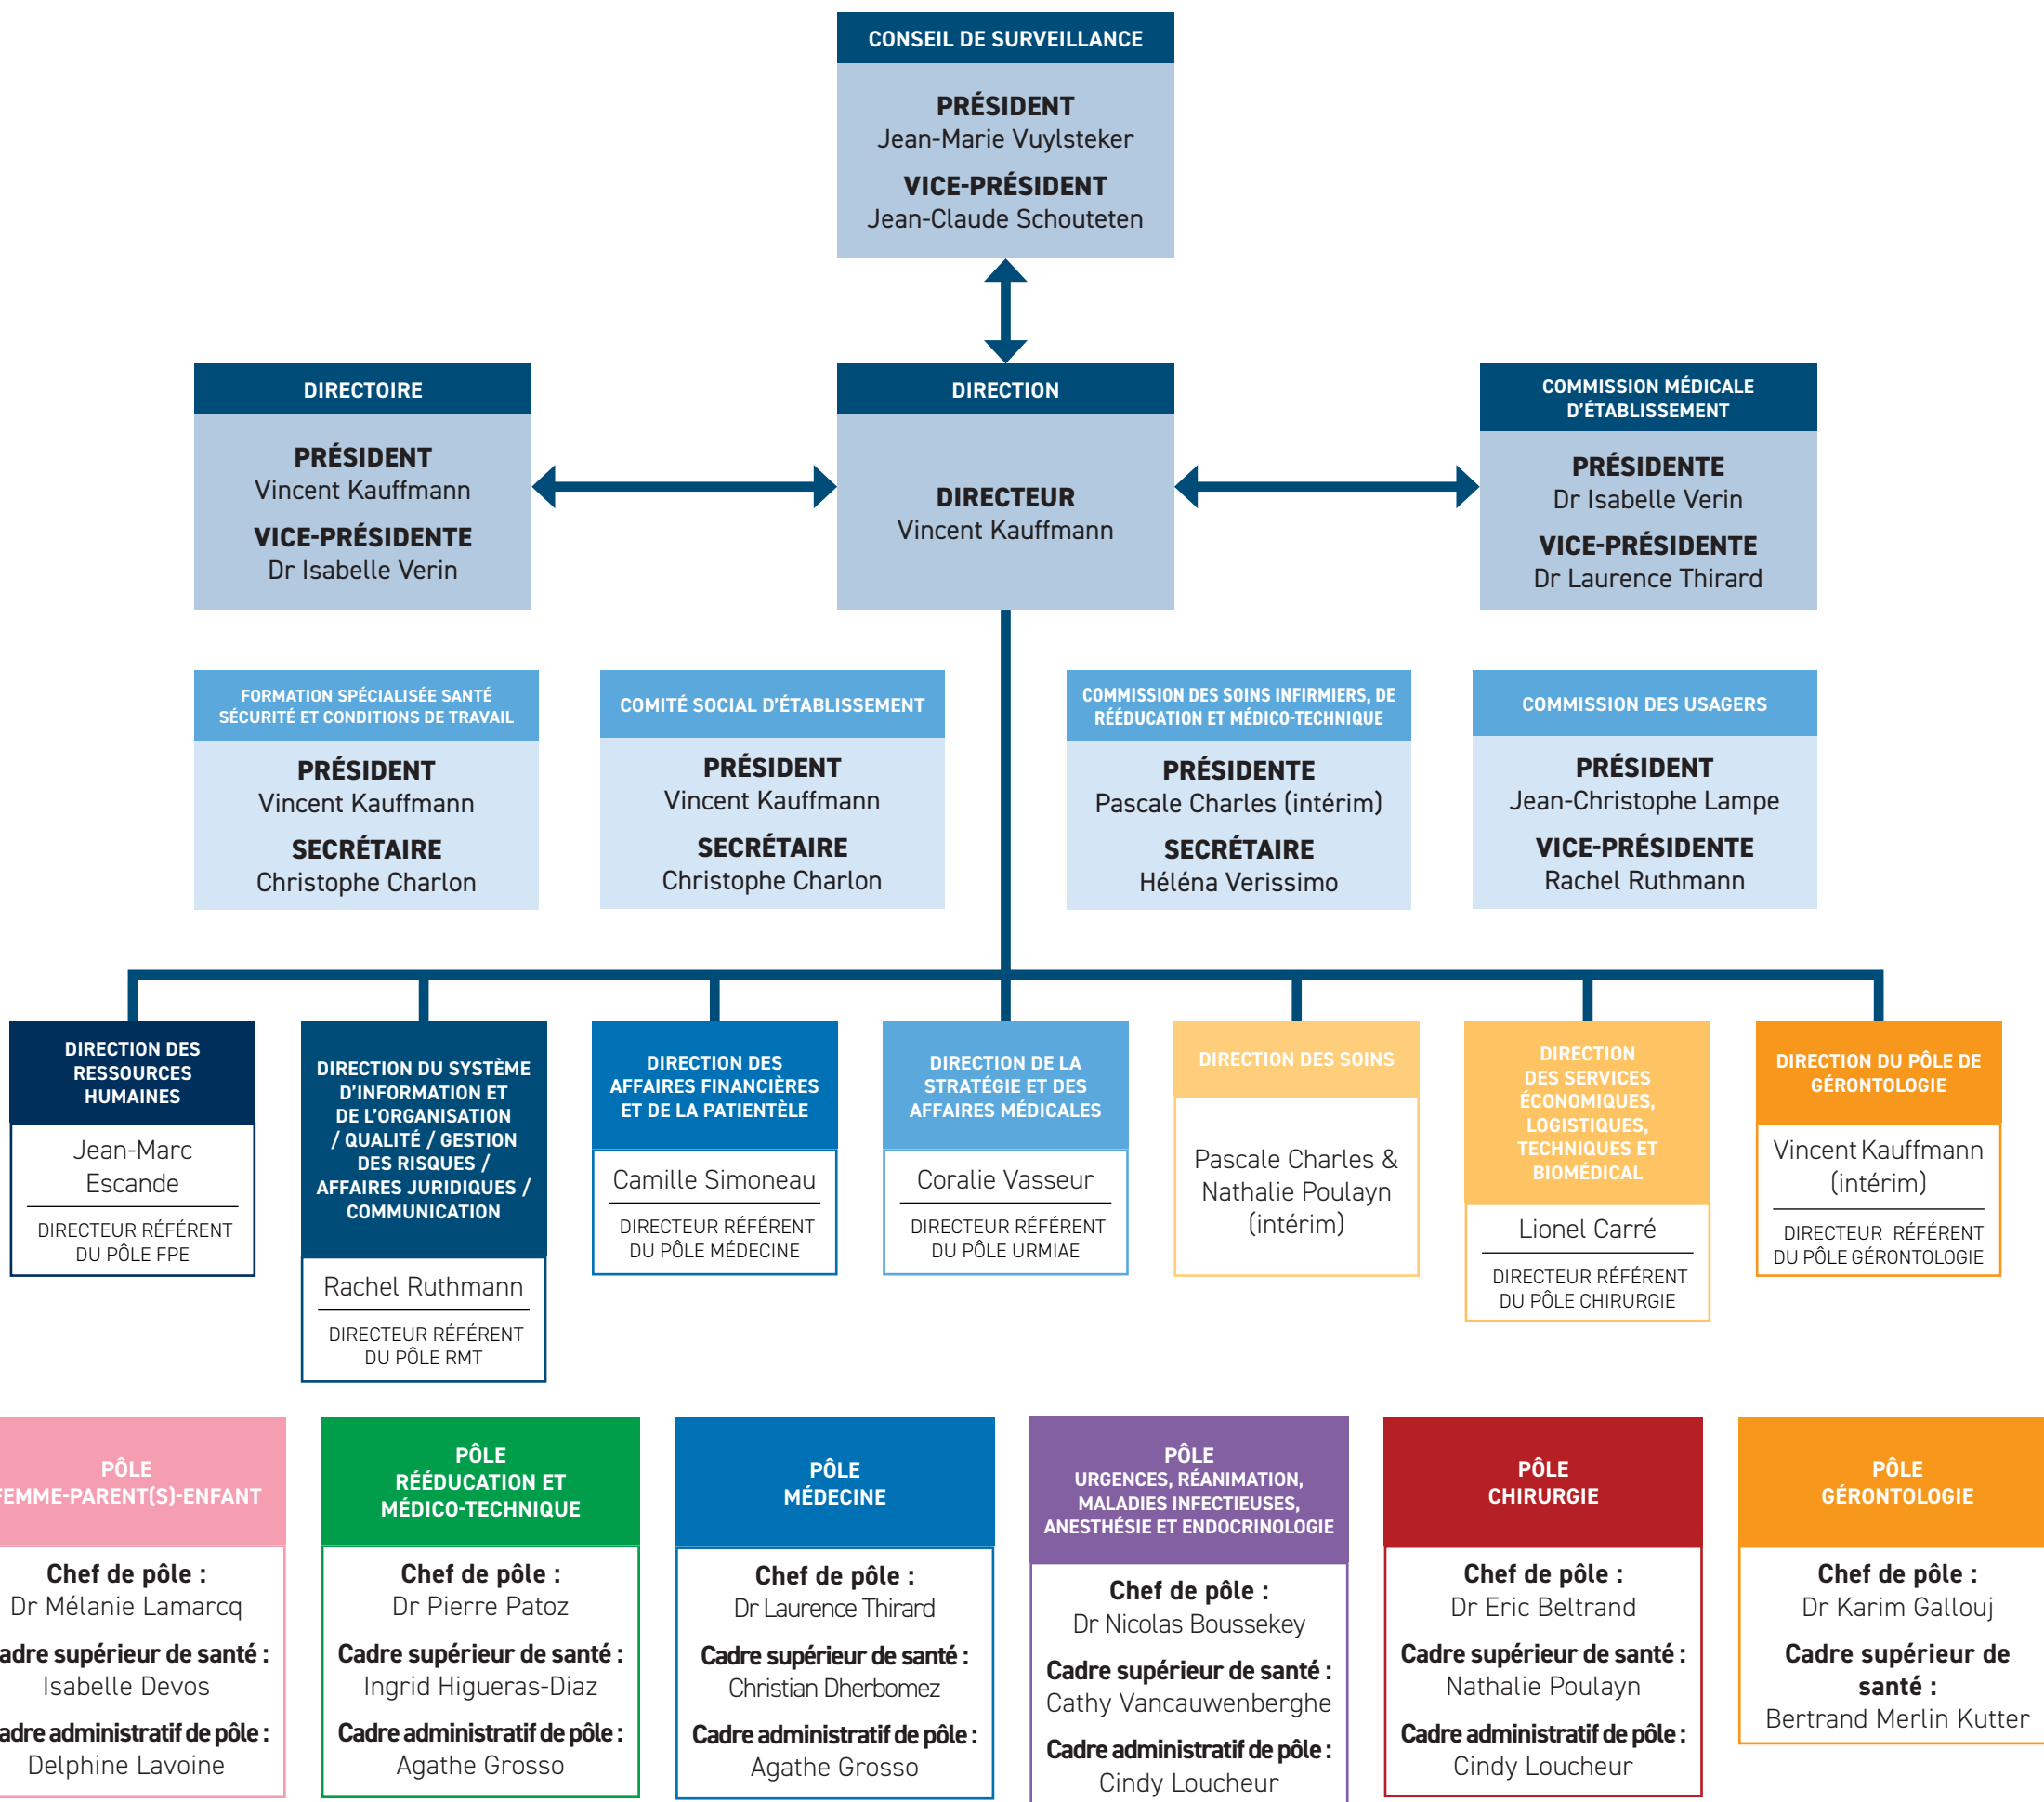 CONSEIL DE SURVEILLANCE
PRÉSIDENT
Jean-Marie Vuylsteker
VICE-PRÉSIDENT
Jean-Claude Schouteten
DIRECTOIRE
PRÉSIDENT
Vincent Kauffmann
VICE-PRÉSIDENTE
Dr Isabelle Verin
DIRECTION
DIRECTEUR
Vincent Kauffmann
COMMISSION MÉDICALE
D'ÉTABLISSEMENT
PRÉSIDENTE
Dr Isabelle Verin
VICE-PRÉSIDENTE
Dr Laurence Thirard
FORMATION SPÉCIALISÉE SANTÉ
SÉCURITÉ ET CONDITIONS DE TRAVAIL
PRÉSIDENT
Vincent Kauffmann
SECRÉTAIRE
Christophe Charlon
COMITÉ SOCIAL D'ÉTABLISSEMENT
PRÉSIDENT
Vincent Kauffmann
SECRÉTAIRE
Christophe Charlon
COMMISSION DES SOINS INFIRMIERS, DE
RÉÉDUCATION ET MÉDICO-TECHNIQUE
PRÉSIDENTE
Pascale Charles (intérim)
SECRÉTAIRE
Héléna Verissimo
COMMISSION DES USAGERS
PRÉSIDENT
Jean-Christophe Lampe
VICE-PRÉSIDENTE
Rachel Ruthmann
DIRECTION DES
RESSOURCES
HUMAINES
Jean-Marc
Escande
DIRECTEUR RÉFÉRENT
DU PÔLE FPE
DIRECTION DU SYSTÈME
D'INFORMATION ET
DE L'ORGANISATION
/ QUALITÉ / GESTION
DES RISQUES /
AFFAIRES JURIDIQUES /
COMMUNICATION
Rachel Ruthmann
DIRECTEUR RÉFÉRENT
DU PÔLE RMT
DIRECTION DES
AFFAIRES FINANCIÈRES
ET DE LA PATIENTÈLE
Camille Simoneau
DIRECTEUR RÉFÉRENT
DU PÔLE MÉDECINE
DIRECTION DE LA
STRATÉGIE ET DES
AFFAIRES MÉDICALES
Coralie Vasseur
DIRECTEUR RÉFÉRENT
DU PÔLE URMIAE
DIRECTION DES SOINS
Pascale Charles &
Nathalie Poulayn
(intérim)
DIRECTION
DES SERVICES
ÉCONOMIQUES,
LOGISTIQUES,
TECHNIQUES ET
BIOMÉDICAL
Lionel Carré
DIRECTEUR RÉFÉRENT
DU PÔLE CHIRURGIE
DIRECTION DU PÔLE DE
GÉRONTOLOGIE
Vincent Kauffmann
(intérim)
DIRECTEUR RÉFÉRENT
DU PÔLE GÉRONTOLOGIE
PÔLE
FEMME-PARENT(S)-ENFANT
Chef de pôle :
Dr Mélanie Lamarcq
adre supérieur de santé :
Isabelle Devos
adre administratif de pôle :
Delphine Lavoine
PÔLE
RÉÉDUCATION ET
MÉDICO-TECHNIQUE
Chef de pôle :
Dr Pierre Patoz
Cadre supérieur de santé :
Ingrid Higueras-Diaz
Cadre administratif de pôle :
Agathe Grosso
PÔLE
MÉDECINE
Chef de pôle :
Dr Laurence Thirard
Cadre supérieur de santé :
Christian Dherbomez
Cadre administratif de pôle :
Agathe Grosso
PÔLE
URGENCES, RÉANIMATION,
MALADIES INFECTIEUSES,
ANESTHÉSIE ET ENDOCRINOLOGIE
Chef de pôle :
Dr Nicolas Boussekey
Cadre supérieur de santé :
Cathy Vancauwenberghe
Cadre administratif de pôle :
Cindy Loucheur
PÔLE
CHIRURGIE
Chef de pôle :
Dr Eric Beltrand
Cadre supérieur de santé :
Nathalie Poulayn
Cadre administratif de pôle :
Cindy Loucheur
PÔLE
GÉRONTOLOGIE
Chef de pôle :
Dr Karim Gallouj
Cadre supérieur de
santé :
Bertrand Merlin Kutter